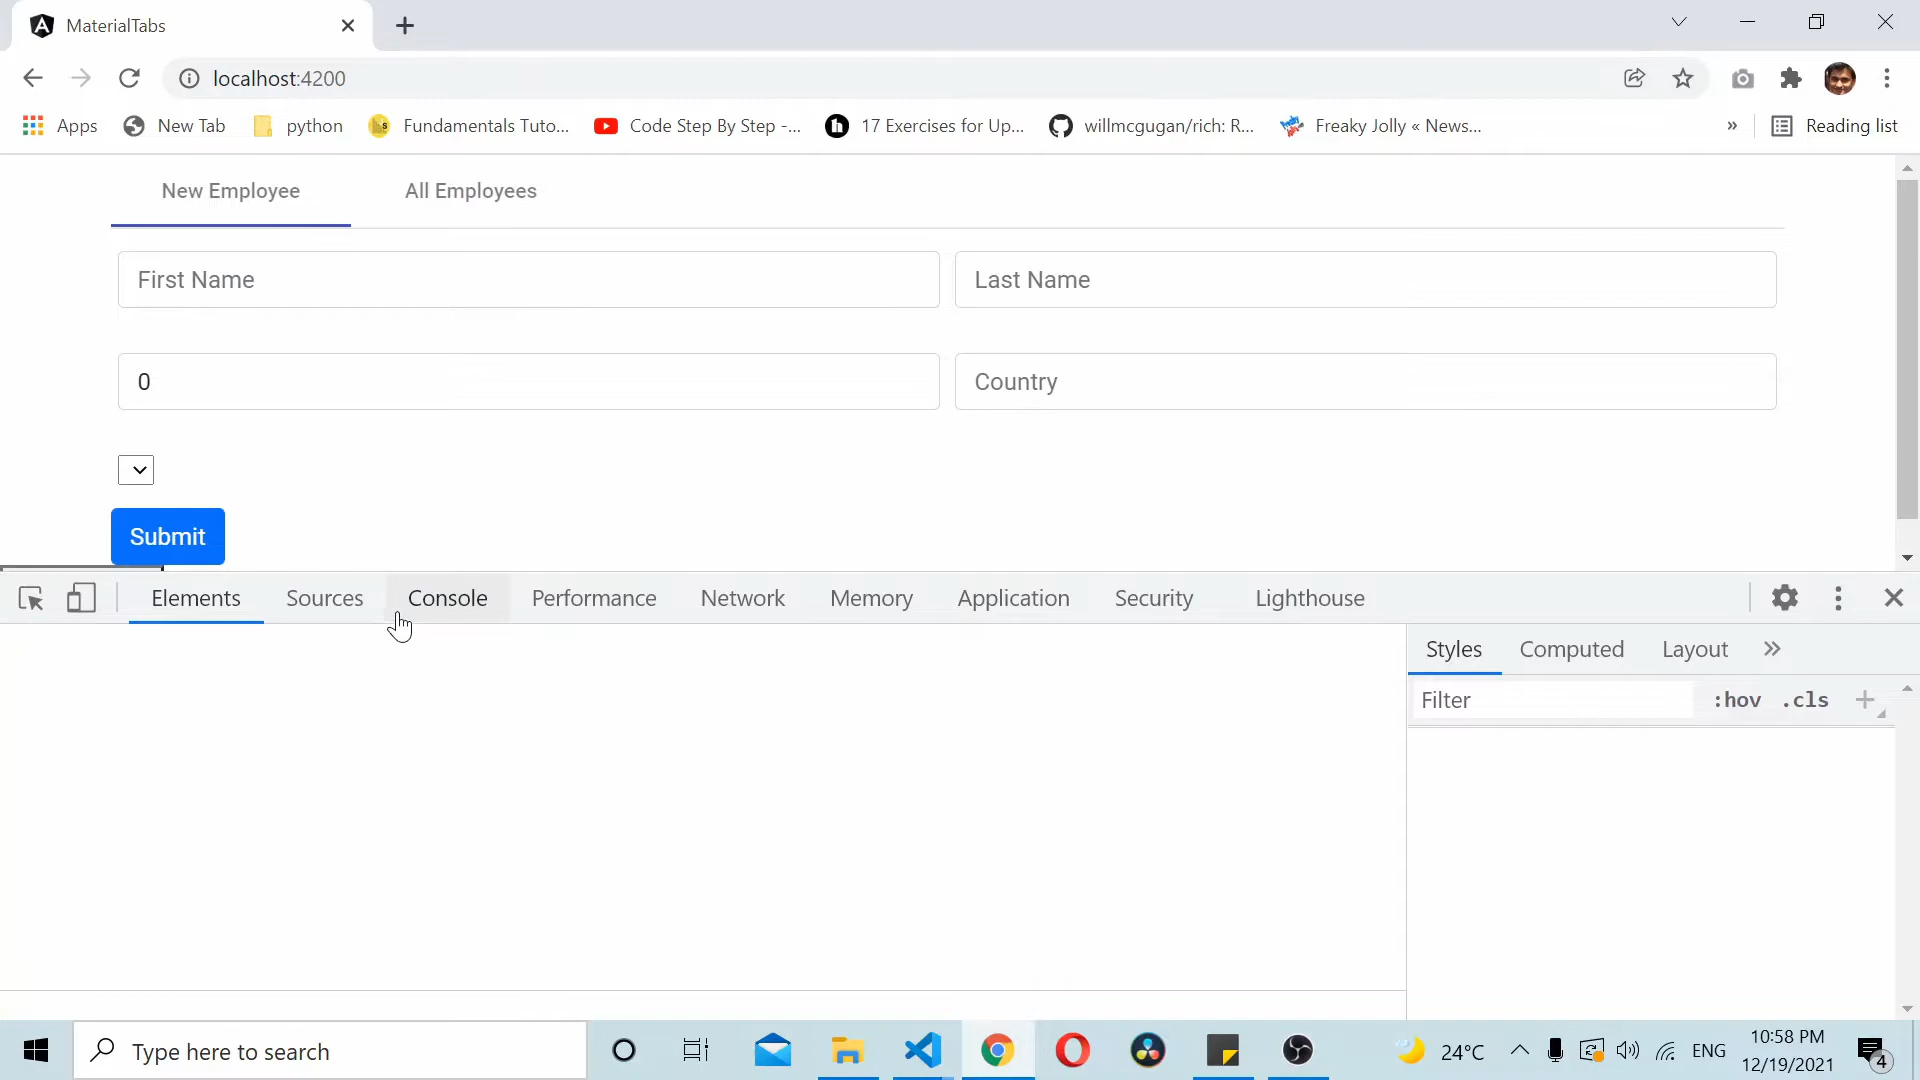 MaterialTabs
localhost:4200
Apps New Tab python Fundamentals Tuto... Code Step By Step -... 17 Exercises for Up... willmcgugan/rich: R... Freaky Jolly « News... » Reading list
New Employee All Employees
First Name Last Name
0 Country
Submit
Elements Sources Console Performance Network Memory Application Security Lighthouse
Styles Computed Layout »
Filter :hov .cls +
Type here to search
24°C ENG 10:58 PM
12/19/2021 4